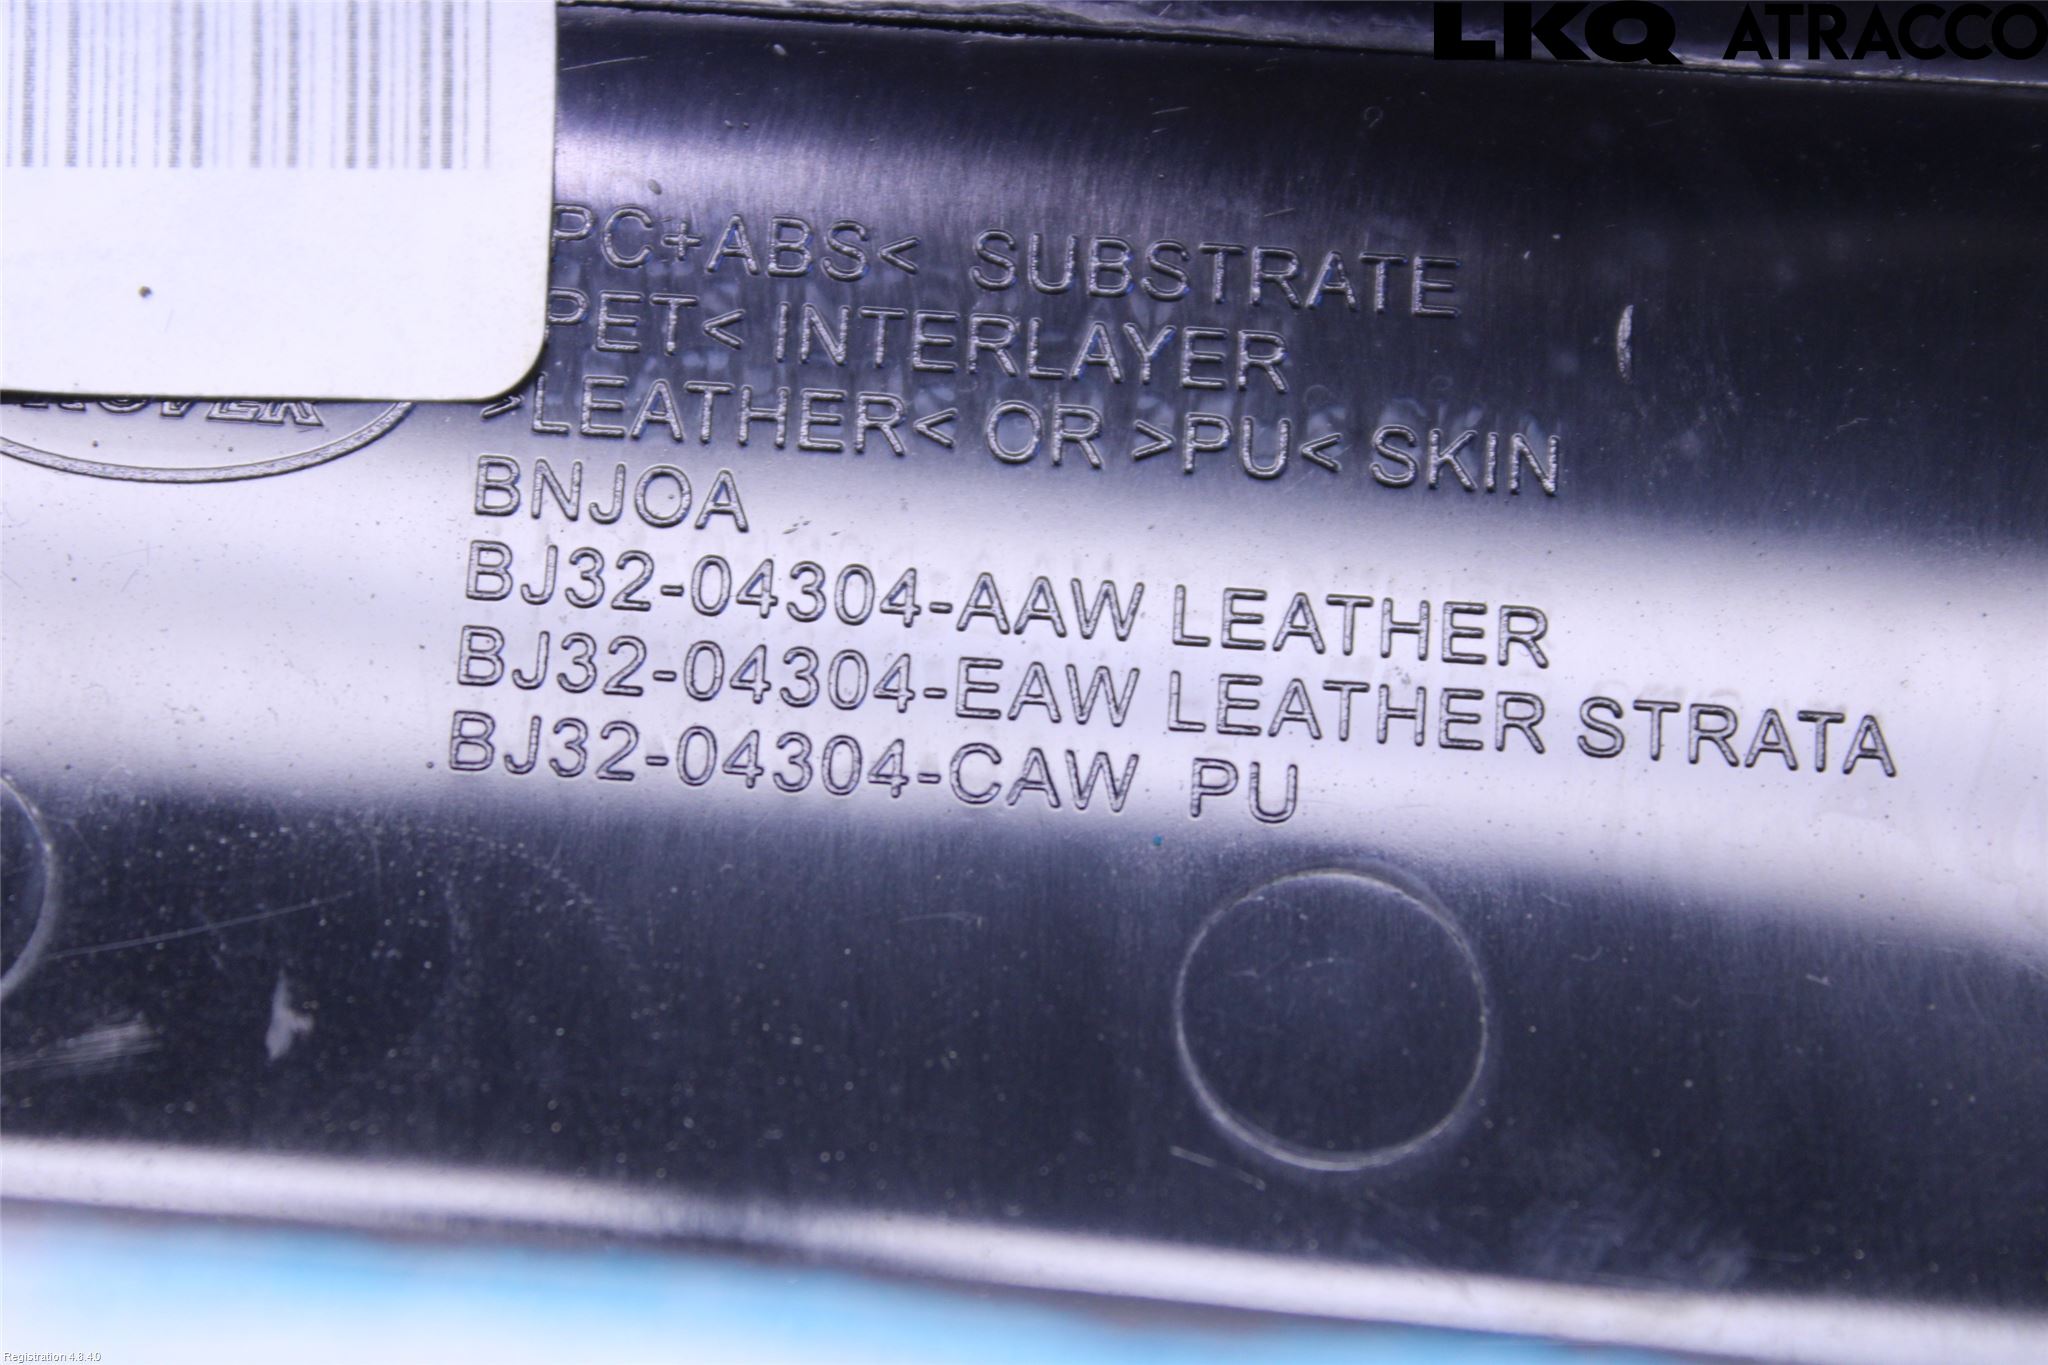 LKQ ATRACCO
PC+ABS< SUBSTRATE
PET< INTERLAYER
>LEATHER< OR >PU< SKIN
BNJOA
BJ32-04304-AAW LEATHER
BJ32-04304-EAW LEATHER STRATA
BJ32-04304-CAW PU
Registration 4.8.4.0